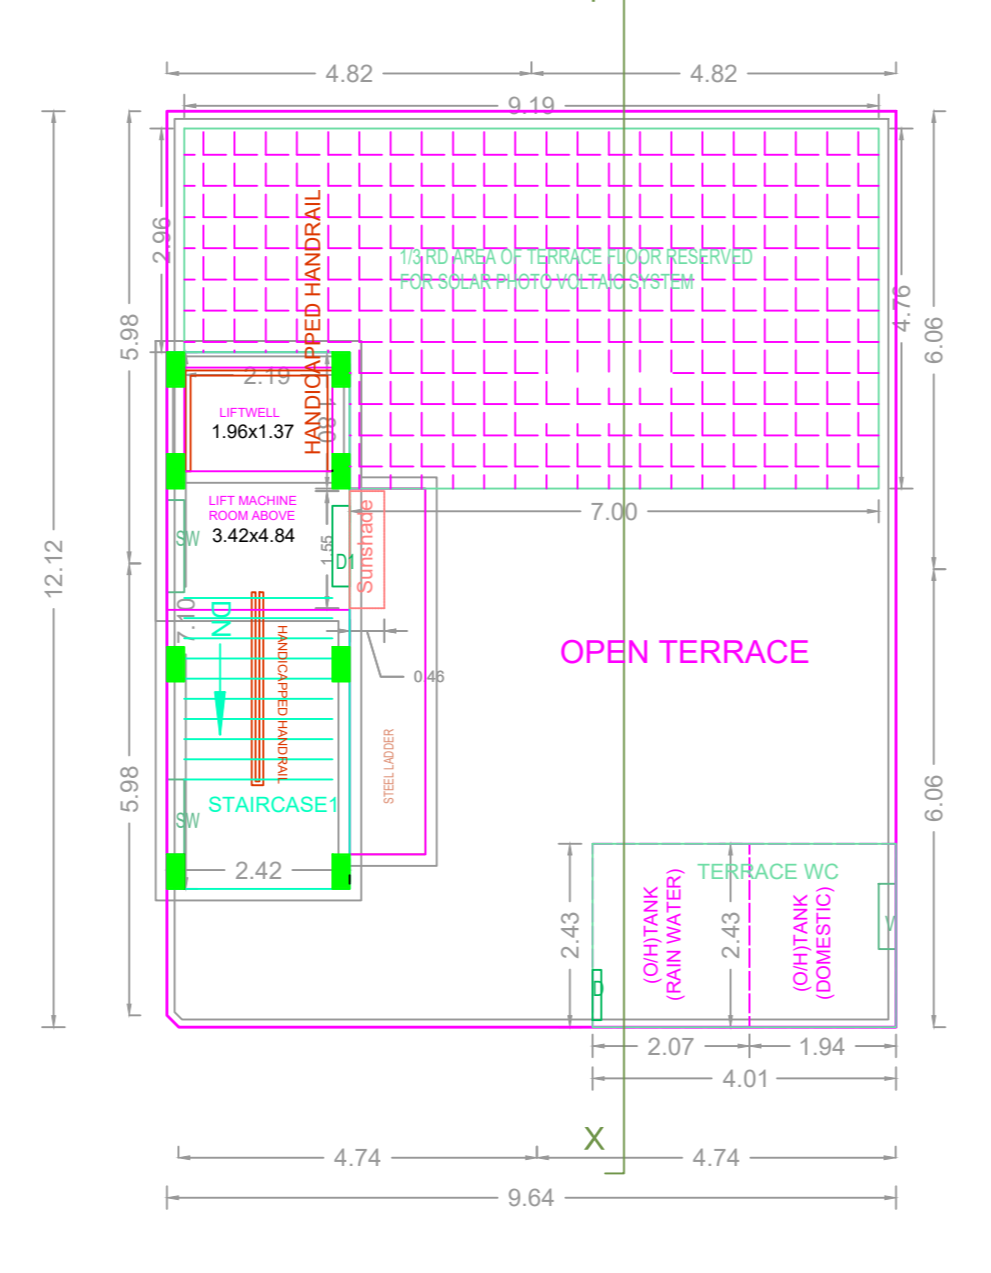 4.82
4.82
9.19
2.96
HANDICAPPED HANDRAIL
1/3 RD AREA OF TERRACE FLOOR RESERVED
FOR SOLAR PHOTO VOLTAIC SYSTEM
4.76
5.98
6.06
2.19
LIFTWELL
1.96x1.37
LIFT MACHINE
ROOM ABOVE
3.42x4.84
SW
1.55
D1
Sunshade
7.00
12.12
7.10
DN
HANDICAPPED HANDRAIL
0.46
OPEN TERRACE
STEEL LADDER
5.98
6.06
STAIRCASE1
SW
2.42
TERRACE WC
2.43
(O/H)TANK
(RAIN WATER)
2.43
(O/H)TANK
(DOMESTIC)
V
D
2.07
1.94
4.01
X
4.74
4.74
9.64